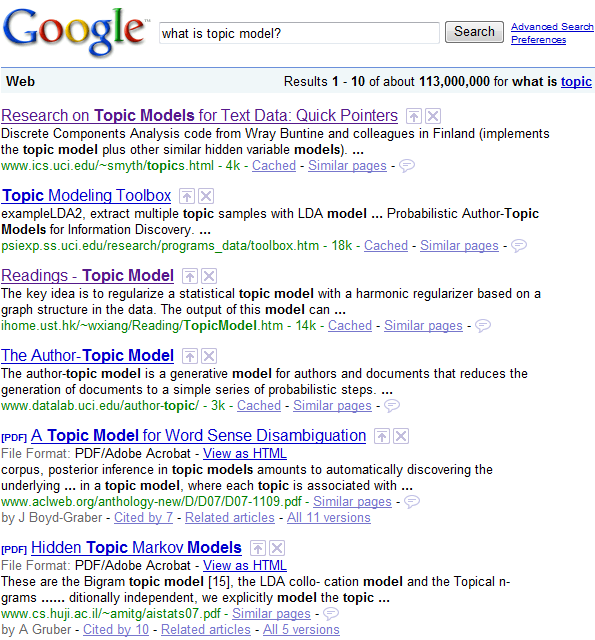 Google™
what is topic model?
Search
Advanced Search
Preferences
Web
Results 1 - 10 of about 113,000,000 for what is topic
Research on Topic Models for Text Data: Quick Pointers
Discrete Components Analysis code from Wray Buntine and colleagues in Finland (implements
the topic model plus other similar hidden variable models). ...
www.ics.uci.edu/~smyth/topics.html - 4k - Cached - Similar pages -
Topic Modeling Toolbox
exampleLDA2, extract multiple topic samples with LDA model ... Probabilistic Author-Topic
Models for Information Discovery. ...
psiexp.ss.uci.edu/research/programs_data/toolbox.htm - 18k - Cached - Similar pages -
Readings - Topic Model
The key idea is to regularize a statistical topic model with a harmonic regularizer based on a
graph structure in the data. The output of this model can ...
ihome.ust.hk/~wxiang/Reading/TopicModel.htm - 14k - Cached - Similar pages -
The Author-Topic Model
The author-topic model is a generative model for authors and documents that reduces the
generation of documents to a simple series of probabilistic steps. ...
www.datalab.uci.edu/author-topic/ - 3k - Cached - Similar pages -
[PDF] A Topic Model for Word Sense Disambiguation
File Format: PDF/Adobe Acrobat - View as HTML
corpus, posterior inference in topic models amounts to automatically discovering the
underlying ... in a topic model, where each topic is associated with ...
www.aclweb.org/anthology-new/D/D07/D07-1109.pdf - Similar pages -
by J Boyd-Graber - Cited by 7 - Related articles - All 11 versions
[PDF] Hidden Topic Markov Models
File Format: PDF/Adobe Acrobat - View as HTML
These are the Bigram topic model [15], the LDA collo- cation model and the Topical n-
grams ...... ditionally independent, we explicitly model the topic ...
www.cs.huji.ac.il/~amitg/aistats07.pdf - Similar pages -
by A Gruber - Cited by 10 - Related articles - All 5 versions